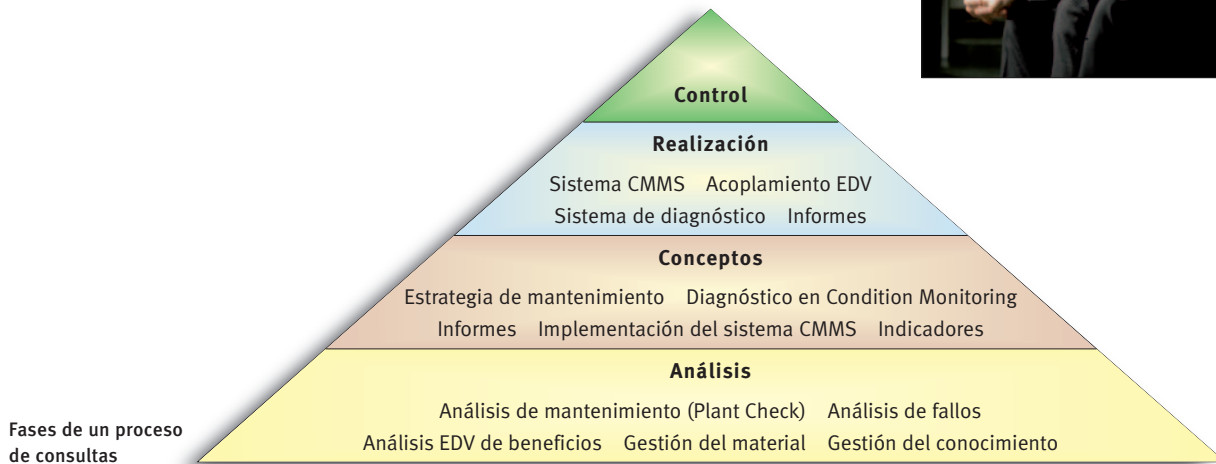 Control
Realización
Sistema CMMS Acoplamiento EDV
Sistema de diagnóstico Informes
Conceptos
Estrategia de mantenimiento Diagnóstico en Condition Monitoring
Informes Implementación del sistema CMMS Indicadores
Análisis
Análisis de mantenimiento (Plant Check) Análisis de fallos
Análisis EDV de beneficios Gestión del material Gestión del conocimiento
Fases de un proceso
de consultas